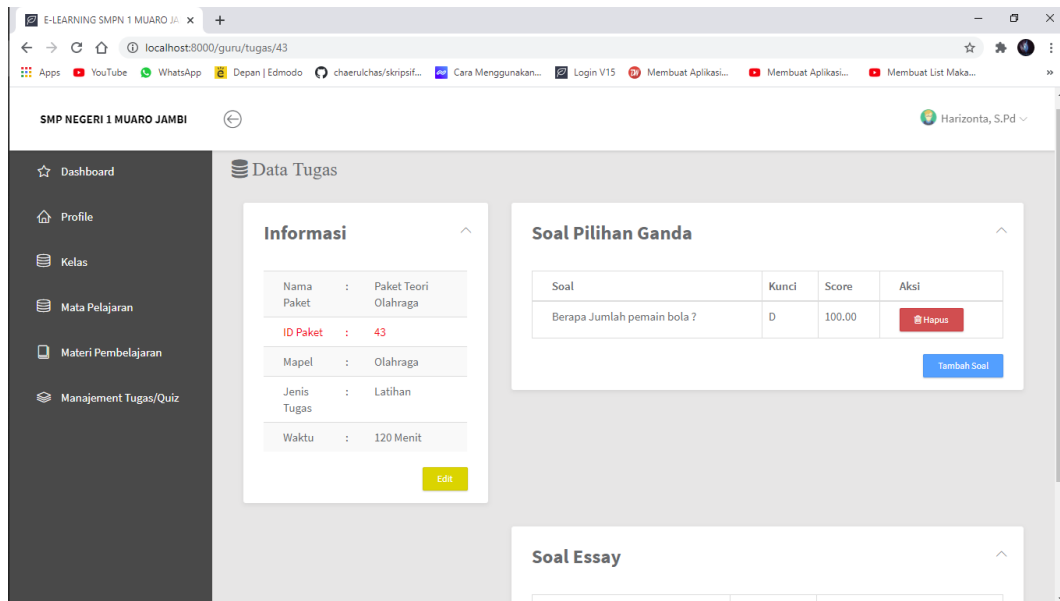 E-LEARNING SMPN 1 MUARO JA
localhost:8000/guru/tugas/43
Apps YouTube WhatsApp Depan | Edmodo chaerulchas/skripsif... Cara Menggunakan... Login V15 Membuat Aplikasi... Membuat Aplikasi... Membuat List Maka...
SMP NEGERI 1 MUARO JAMBI
Harizonta, S.Pd
Dashboard
Profile
Kelas
Mata Pelajaran
Materi Pembelajaran
Manajement Tugas/Quiz
Data Tugas
Informasi
Nama Paket : Paket Teori Olahraga
ID Paket : 43
Mapel : Olahraga
Jenis Tugas : Latihan
Waktu : 120 Menit
Edit
Soal Pilihan Ganda
Soal Kunci Score Aksi
Berapa Jumlah pemain bola ? D 100.00 Hapus
Tambah Soal
Soal Essay